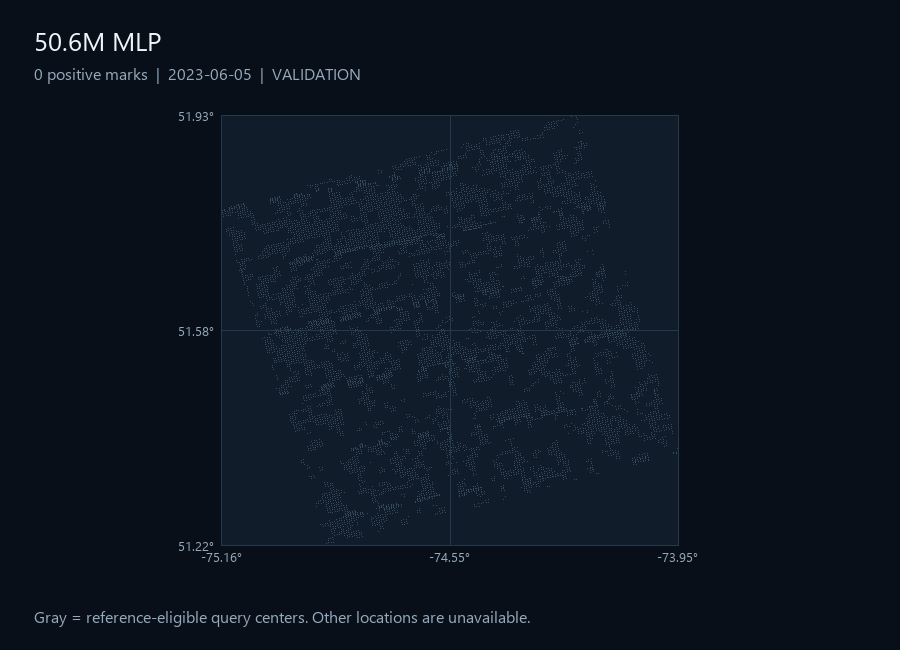 50.6M MLP
0 positive marks | 2023-06-05 | VALIDATION
51.93°
51.58°
51.22°
-75.16°
-74.55°
-73.95°
Gray = reference-eligible query centers. Other locations are unavailable.